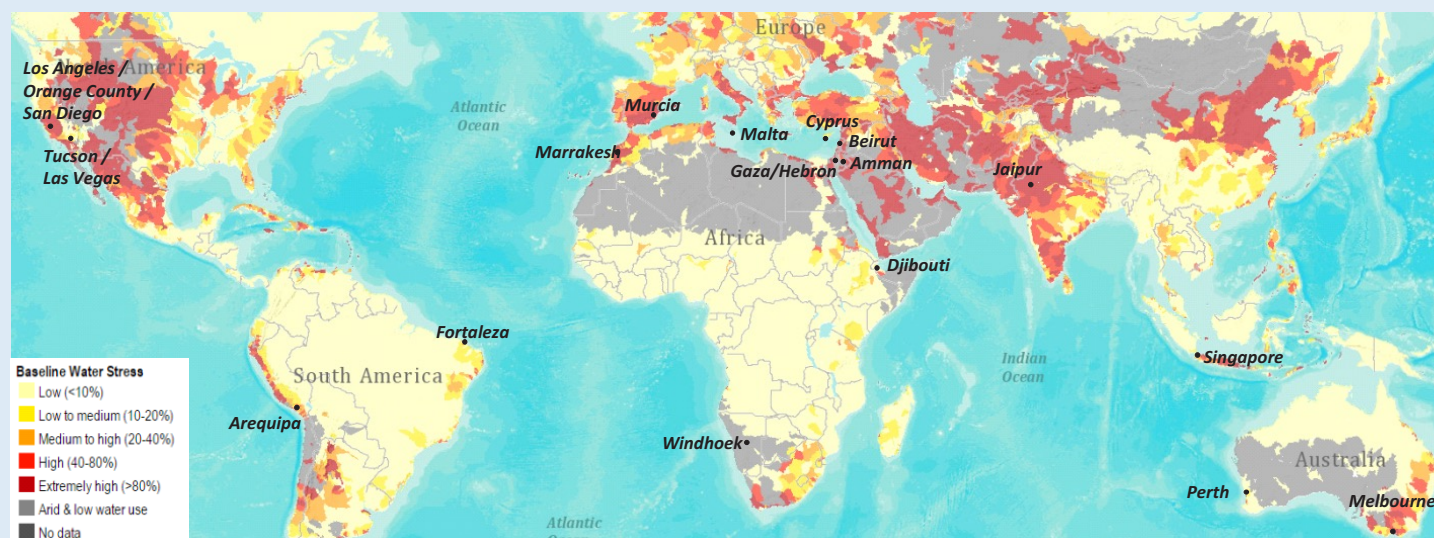 Europe
North America
Los Angeles /
Orange County /
San Diego
Atlantic
Ocean
Murcia
Malta
Cyprus
Beirut
Amman
Tucson /
Las Vegas
Marrakesh
Gaza/Hebron
Jaipur
Africa
Djibouti
Fortaleza
Indian
Ocean
Singapore
South America
Arequipa
Windhoek
Australia
Perth
Melbourne
Atlantic
Baseline Water Stress
Low (<10%)
Low to medium (10-20%)
Medium to high (20-40%)
High (40-80%)
Extremely high (>80%)
Arid & low water use
No data